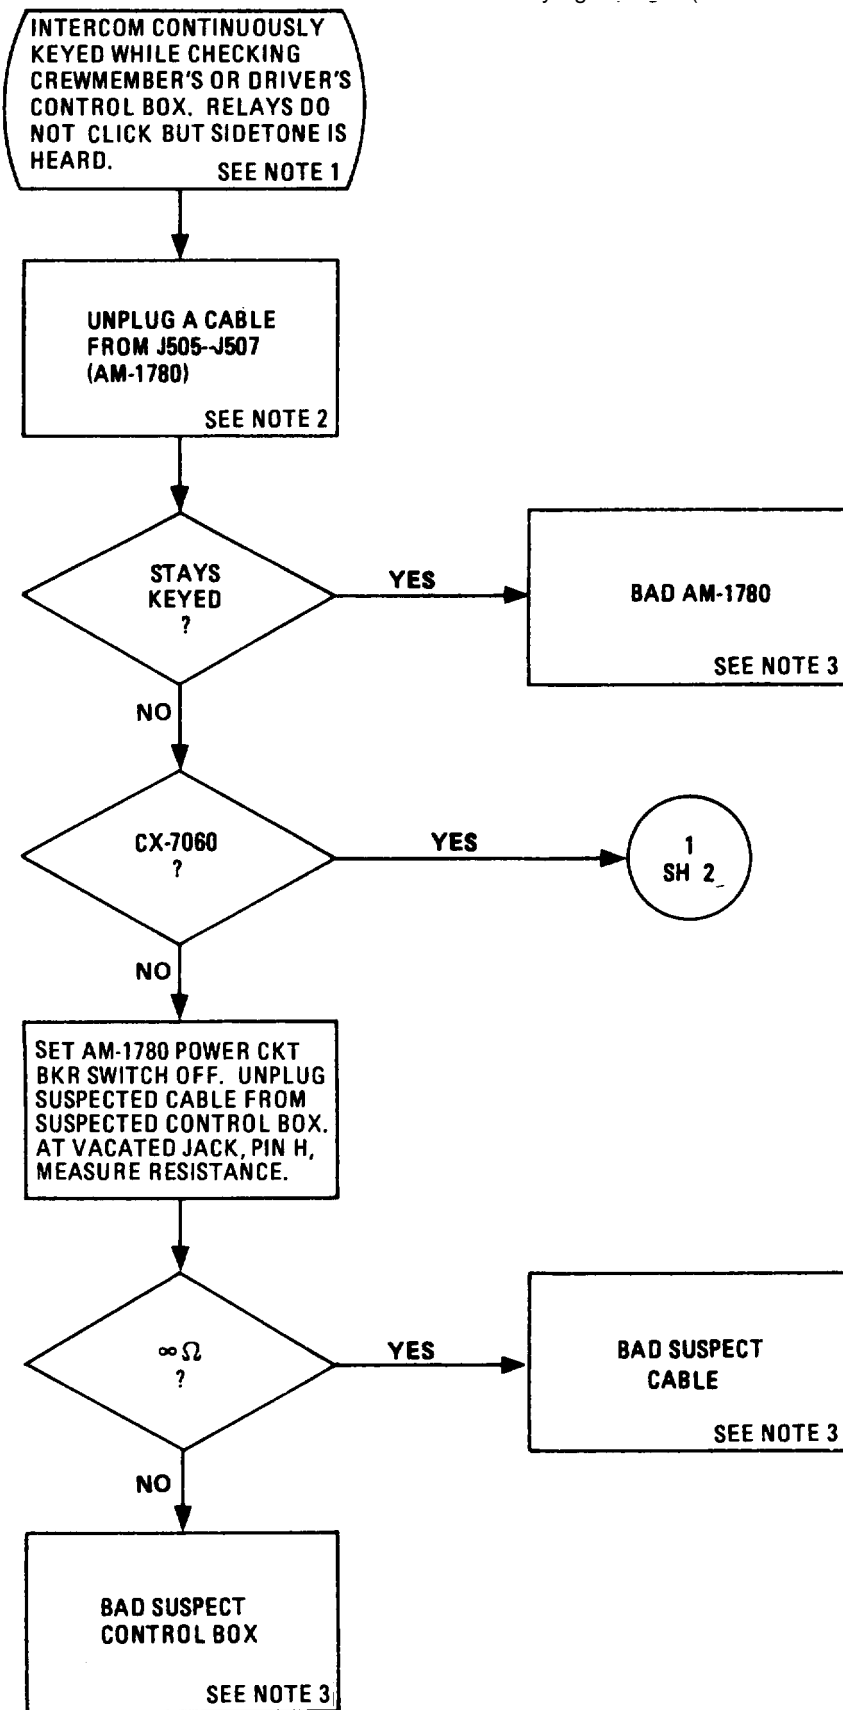 INTERCOM CONTINUOUSLY
KEYED WHILE CHECKING
CREWMEMBER'S OR DRIVER'S
CONTROL BOX. RELAYS DO
NOT CLICK BUT SIDETONE IS
HEARD.
SEE NOTE 1
UNPLUG A CABLE
FROM J505--J507
(AM-1780)
SEE NOTE 2
STAYS
KEYED
?
YES
BAD AM-1780
SEE NOTE 3
NO
CX-7060
?
YES
1
SH 2
NO
SET AM-1780 POWER CKT
BKR SWITCH OFF. UNPLUG
SUSPECTED CABLE FROM
SUSPECTED CONTROL BOX.
AT VACATED JACK, PIN H,
MEASURE RESISTANCE.
∞ Ω
?
YES
BAD SUSPECT
CABLE
SEE NOTE 3
NO
BAD SUSPECT
CONTROL BOX
SEE NOTE 3